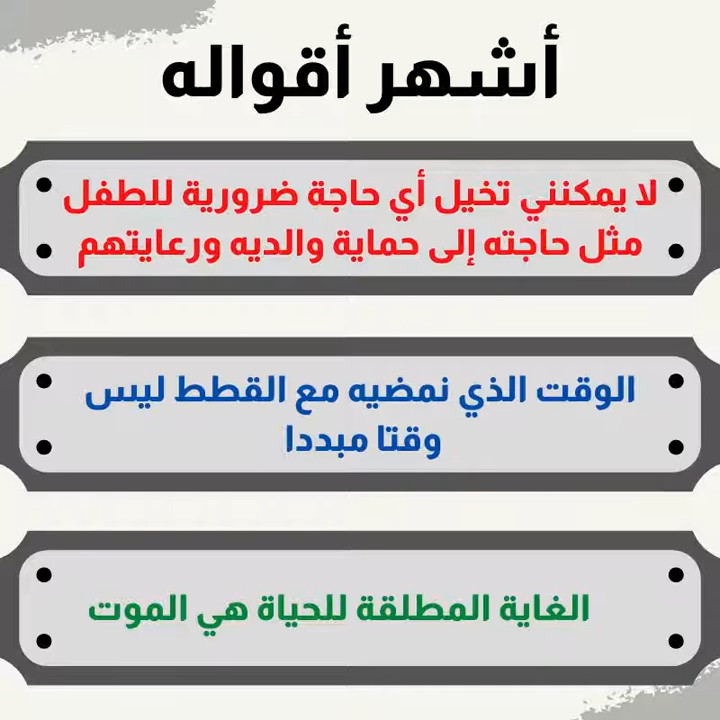 أشهر أقواله
لا يمكنني تخيل أي حاجة ضرورية للطفل
مثل حاجته إلى حماية والديه ورعايتهم
الوقت الذي نمضيه مع القطط ليس
وقتا مبددا
الغاية المطلقة للحياة هي الموت